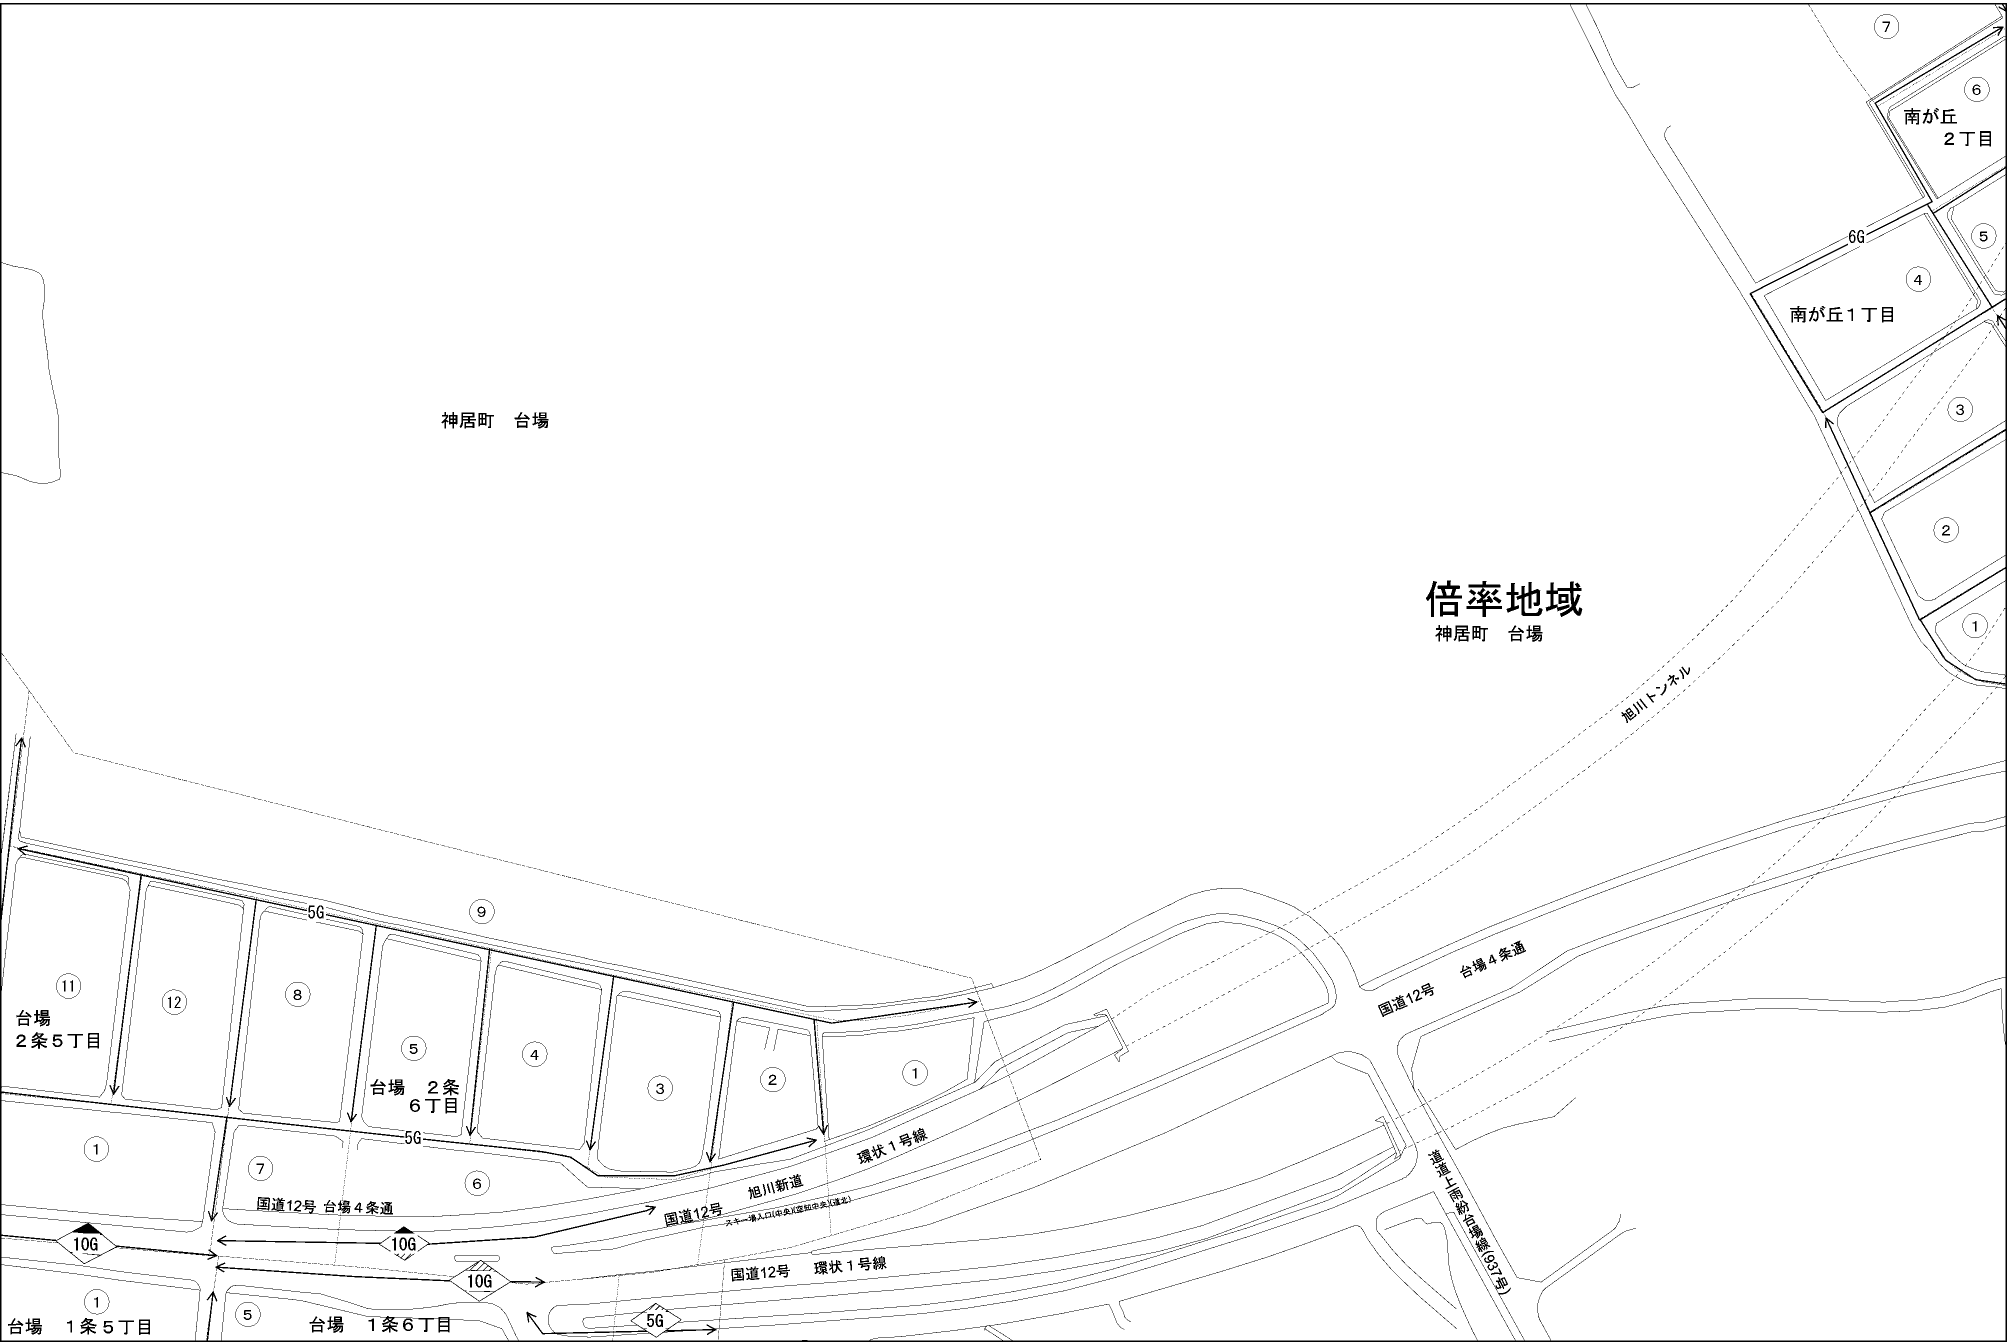 ⑦
⑥
南が丘
２丁目
⑤
6G
④
南が丘１丁目
③
神居町　台場
②
倍率地域
神居町　台場
①
旭川トンネル
5G
⑨
国道12号　台場４条通
⑪
⑫
⑧
台場
２条５丁目
⑤
④
③
②
①
台場　２条
６丁目
5G
①
⑦
⑥
環状１号線
旭川新道
国道12号 台場４条通
国道12号
道道上雨紛台場線(937号)
10G
10G
10G
国道12号　環状１号線
①
⑤
5G
台場　１条５丁目
台場　１条６丁目